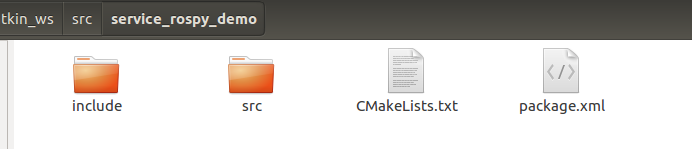 tkin_ws src service_rospy_demo
include src CMakeLists.txt package.xml